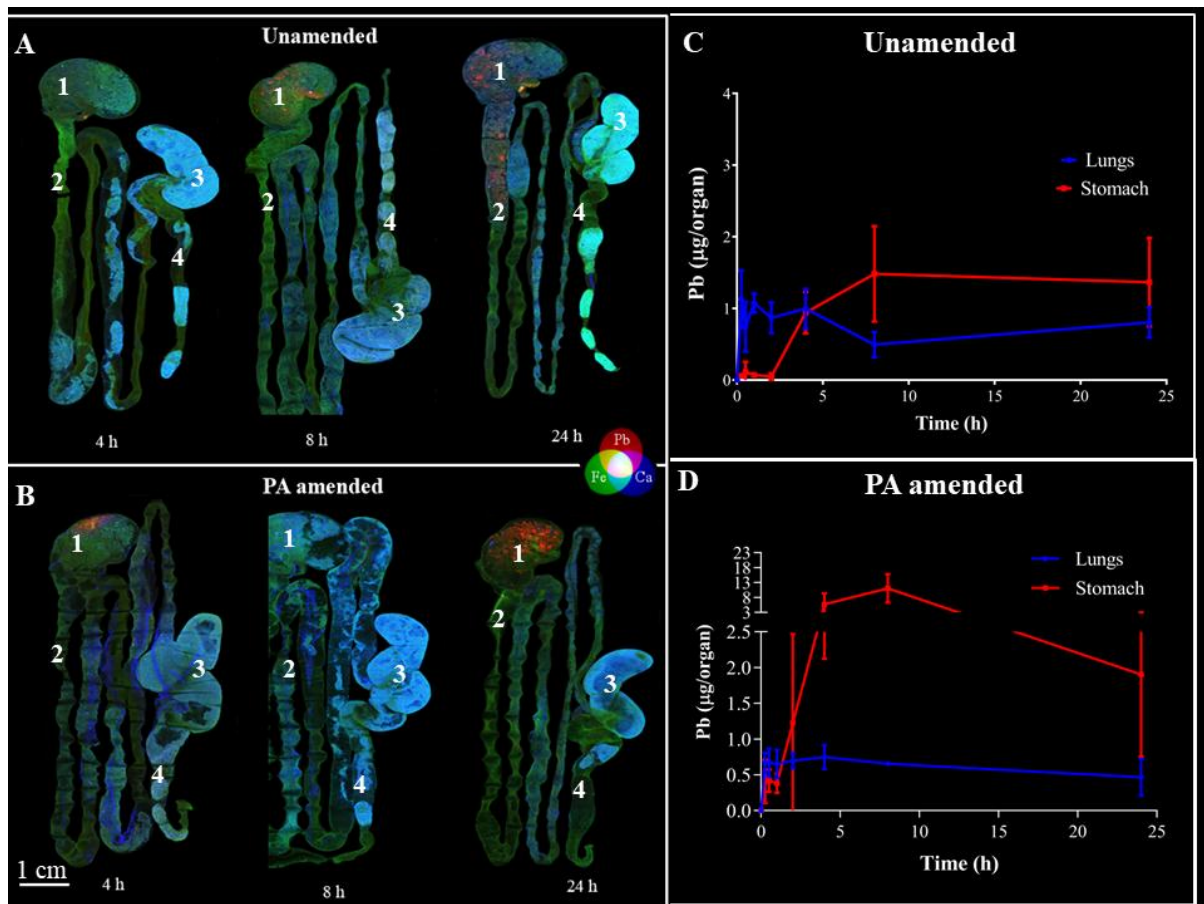 A
Unamended
1
2
3
4
4 h
1
2
3
4
8 h
1
2
3
4
24 h
Pb
Fe
Ca
B
PA amended
1
2
3
4
4 h
1
2
3
4
8 h
1
2
3
4
24 h
1 cm
C
Unamended
Pb (µg/organ)
4
3
2
1
0
Lungs
Stomach
0 5 10 15 20 25
Time (h)
D
PA amended
Pb (µg/organ)
23
18
13
8
3
2.5
2.0
1.5
1.0
0.5
0.0
Lungs
Stomach
0 5 10 15 20 25
Time (h)